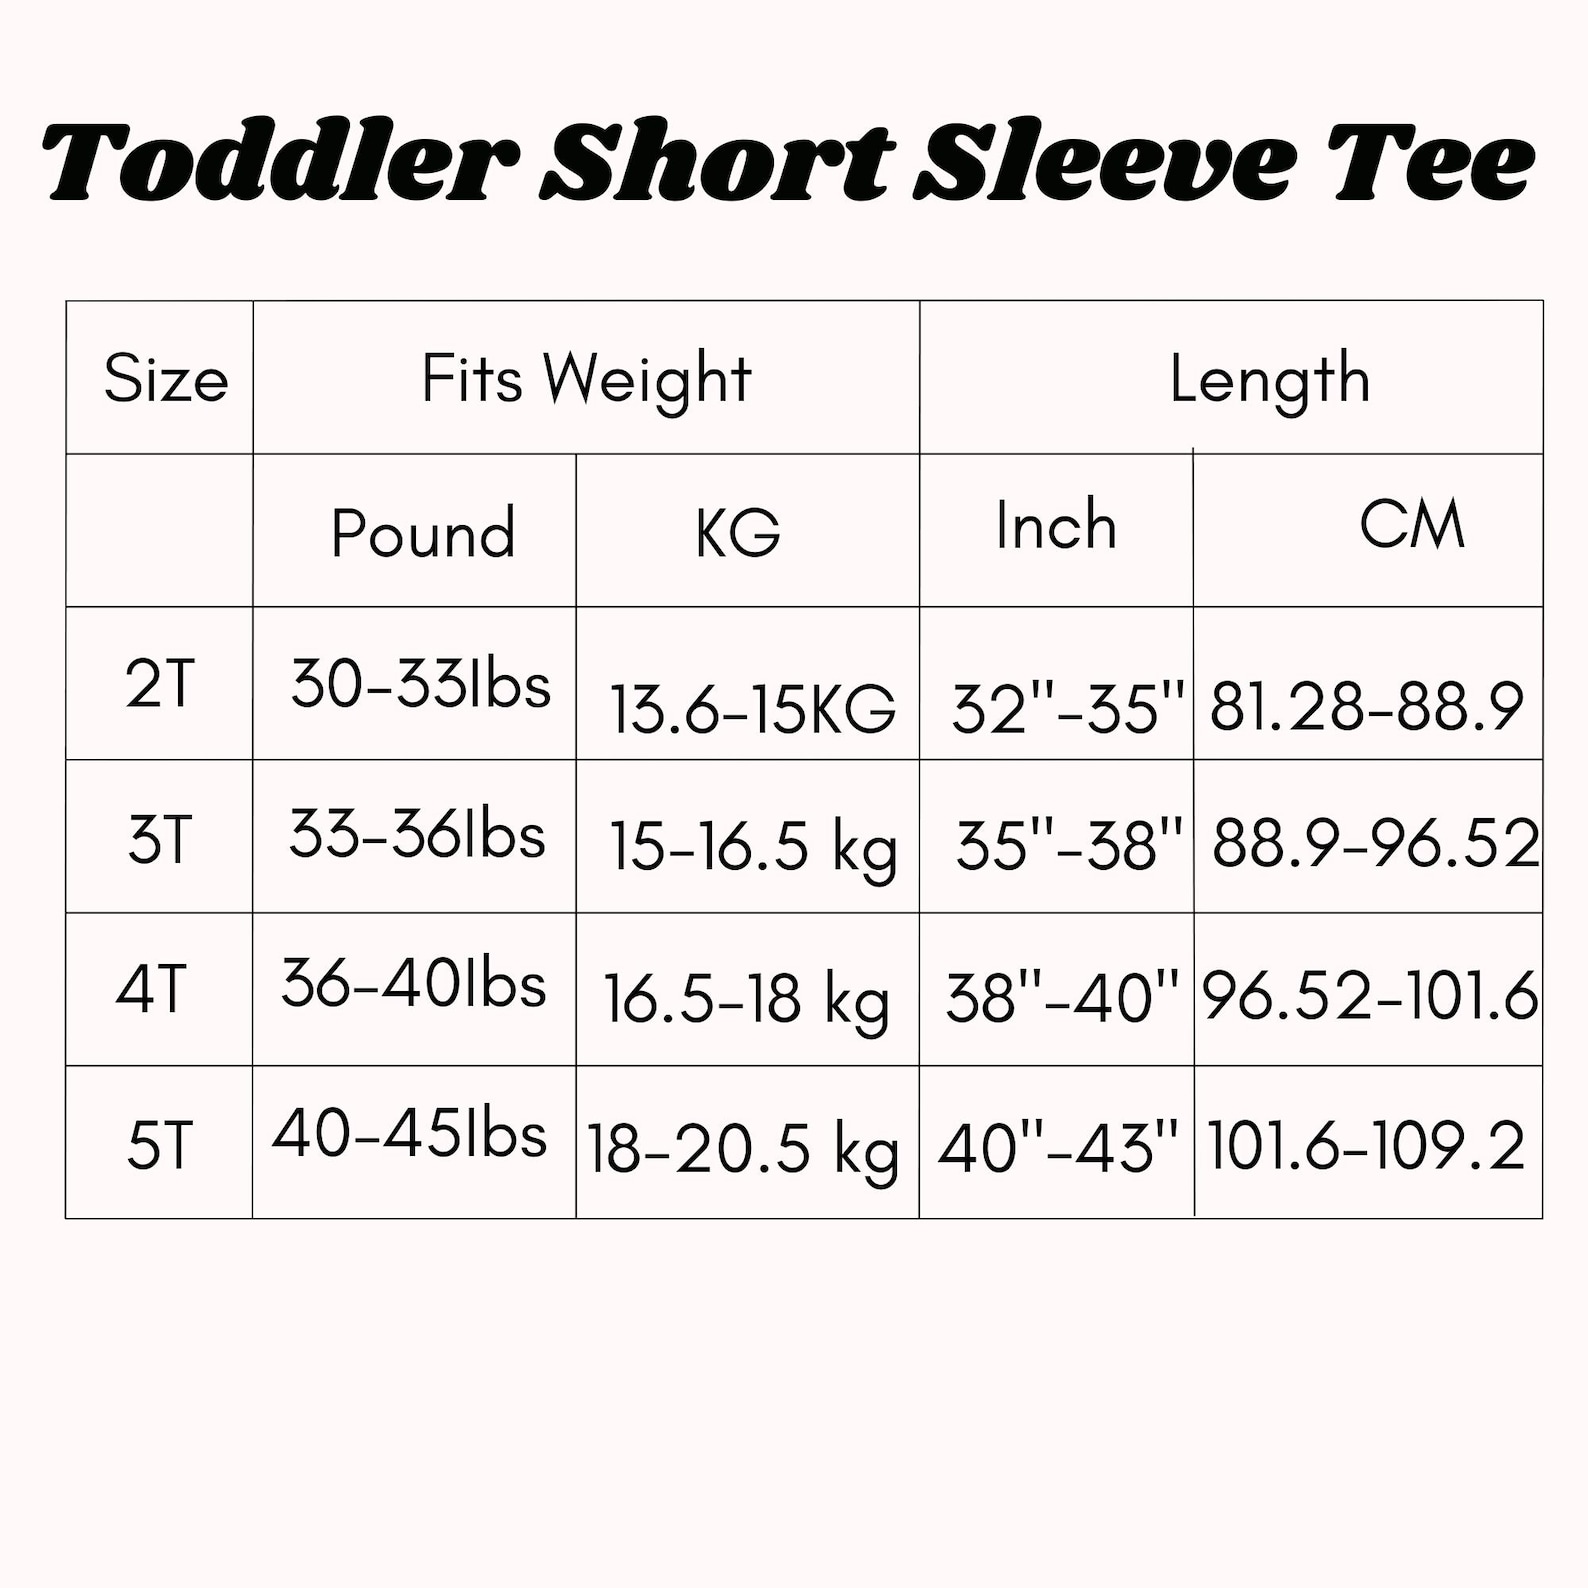 Toddler Short Sleeve Tee
Size Fits Weight Length
Pound KG Inch CM
2T 30-33lbs 13.6-15KG 32"-35" 81.28-88.9
3T 33-36lbs 15-16.5 kg 35"-38" 88.9-96.52
4T 36-40lbs 16.5-18 kg 38"-40" 96.52-101.6
5T 40-45lbs 18-20.5 kg 40"-43" 101.6-109.2